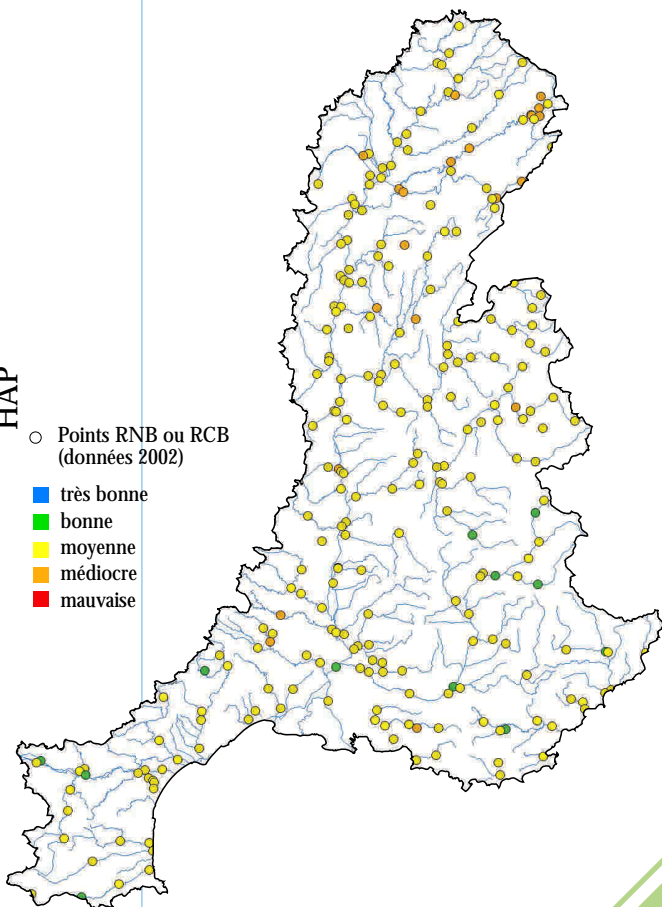 HAP
Points RNB ou RCB
(données 2002)
très bonne
bonne
moyenne
médiocre
mauvaise